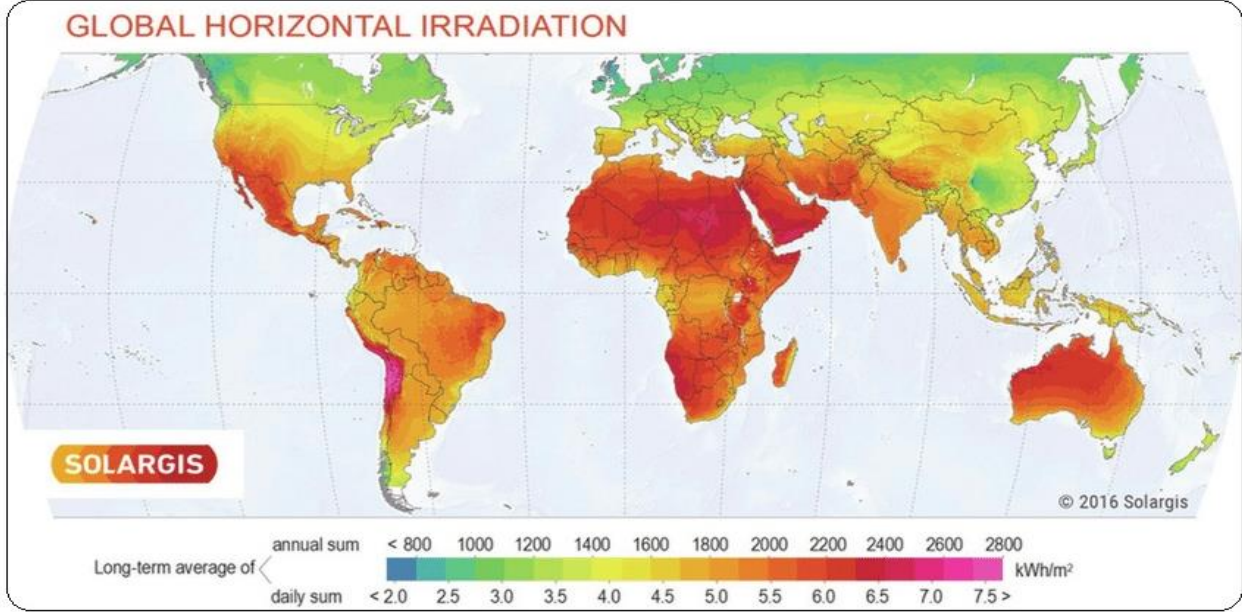 GLOBAL HORIZONTAL IRRADIATION
SOLARGIS
© 2016 Solargis
annual sum < 800 1000 1200 1400 1600 1800 2000 2200 2400 2600 2800
Long-term average of kWh/m²
daily sum < 2.0 2.5 3.0 3.5 4.0 4.5 5.0 5.5 6.0 6.5 7.0 7.5 >